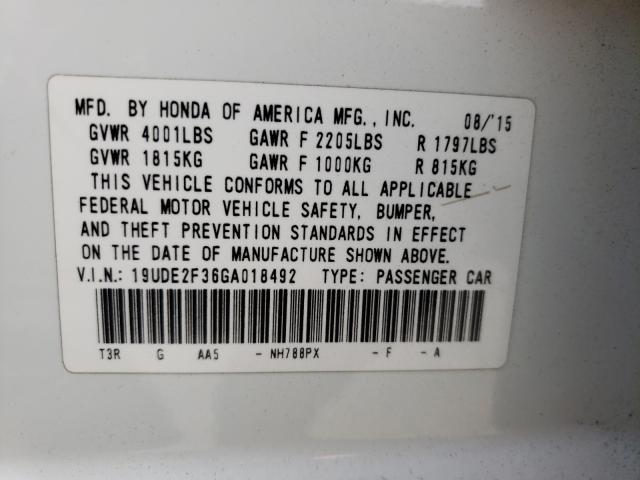 MFD. BY HONDA OF AMERICA MFG., INC. 08/'15
GVWR 4001LBS GAWR F 2205LBS R 1797LBS
GVWR 1815KG GAWR F 1000KG R 815KG
THIS VEHICLE CONFORMS TO ALL APPLICABLE
FEDERAL MOTOR VEHICLE SAFETY, BUMPER,
AND THEFT PREVENTION STANDARDS IN EFFECT
ON THE DATE OF MANUFACTURE SHOWN ABOVE.
V.I.N.: 19UDE2F36GA018492 TYPE: PASSENGER CAR
T3R G AA5 - NH788PX - F - A